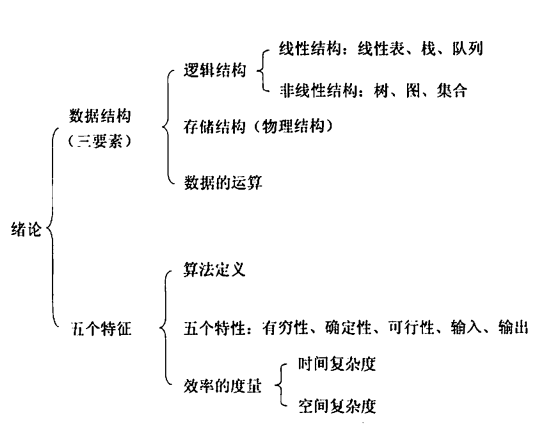 线性结构：线性表、栈、队列
逻辑结构
非线性结构：树、图、集合
数据结构
（三要素）
存储结构（物理结构）
数据的运算
绪论
算法定义
五个特征
五个特性：有穷性、确定性、可行性、输入、输出
时间复杂度
效率的度量
空间复杂度